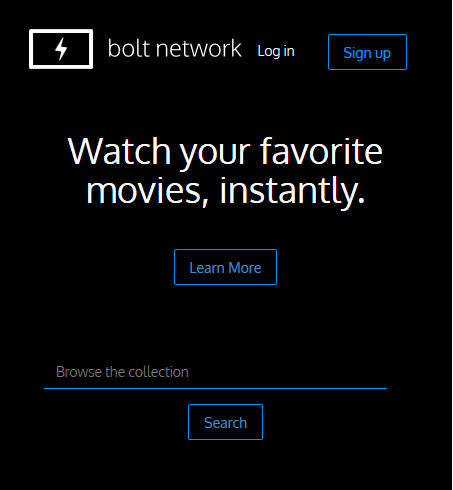 bolt network Log in Sign up
Watch your favorite
movies, instantly.
Learn More
Browse the collection
Search